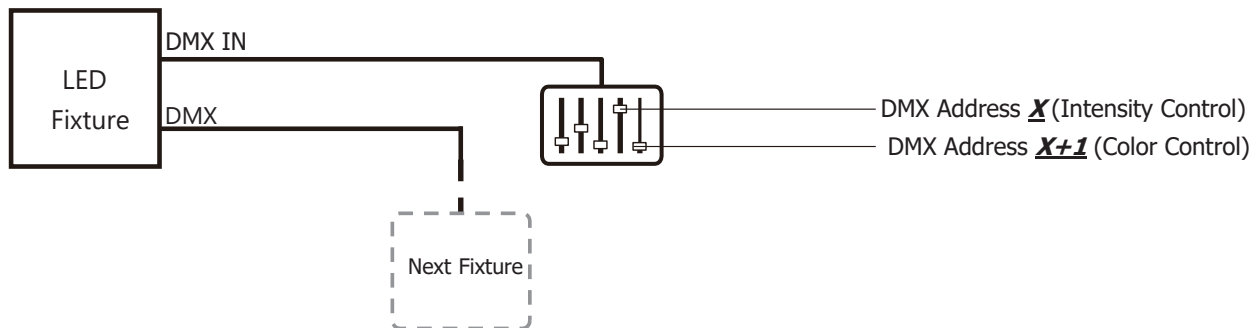 DMX IN
LED
Fixture
DMX
DMX Address X (Intensity Control)
DMX Address X+1 (Color Control)
Next Fixture